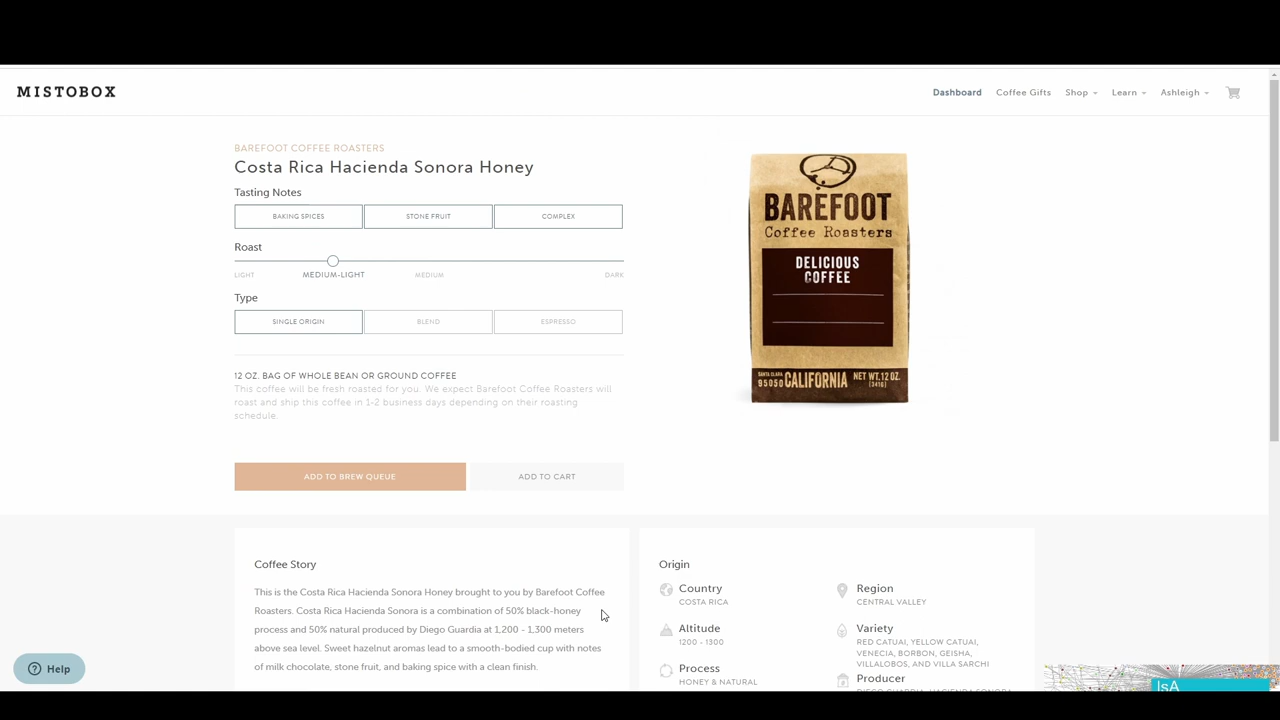 MISTOBOX
Dashboard Coffee Gifts Shop Learn Ashleigh
BAREFOOT COFFEE ROASTERS
Costa Rica Hacienda Sonora Honey
Tasting Notes
BAKING SPICES STONE FRUIT COMPLEX
Roast
LIGHT MEDIUM-LIGHT MEDIUM DARK
Type
SINGLE ORIGIN BLEND ESPRESSO
12 OZ. BAG OF WHOLE BEAN OR GROUND COFFEE
This coffee will be fresh roasted for you. We expect Barefoot Coffee Roasters will
roast and ship this coffee in 1-2 business days depending on their roasting
schedule.
ADD TO BREW QUEUE ADD TO CART
BAREFOOT
Coffee Roasters
DELICIOUS
COFFEE
SANTA CLARA
95050 CALIFORNIA NET WT. 12 OZ.
(341G)
Coffee Story
This is the Costa Rica Hacienda Sonora Honey brought to you by Barefoot Coffee
Roasters. Costa Rica Hacienda Sonora is a combination of 50% black-honey
process and 50% natural produced by Diego Guardia at 1,200 - 1,300 meters
above sea level. Sweet hazelnut aromas lead to a smooth-bodied cup with notes
of milk chocolate, stone fruit, and baking spice with a clean finish.
Origin
Country
COSTA RICA
Region
CENTRAL VALLEY
Altitude
1200 - 1300
Variety
RED CATUAI, YELLOW CATUAI,
VENECIA, BORBON, GEISHA,
VILLALOBOS, AND VILLA SARCHI
Process
HONEY & NATURAL
Producer
DIEGO GUARDIA, HACIENDA SONORA
Help
IsA